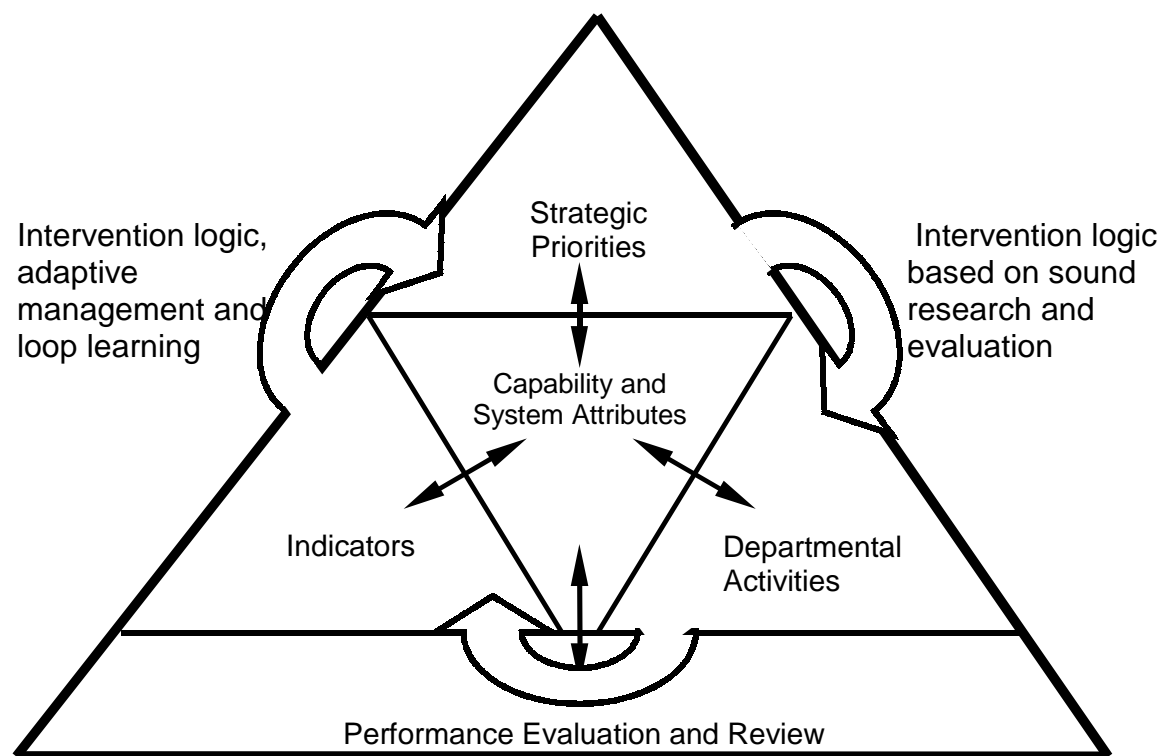 Strategic
Priorities
Intervention logic,
adaptive
management and
loop learning
Intervention logic
based on sound
research and
evaluation
Capability and
System Attributes
Indicators
Departmental
Activities
Performance Evaluation and Review